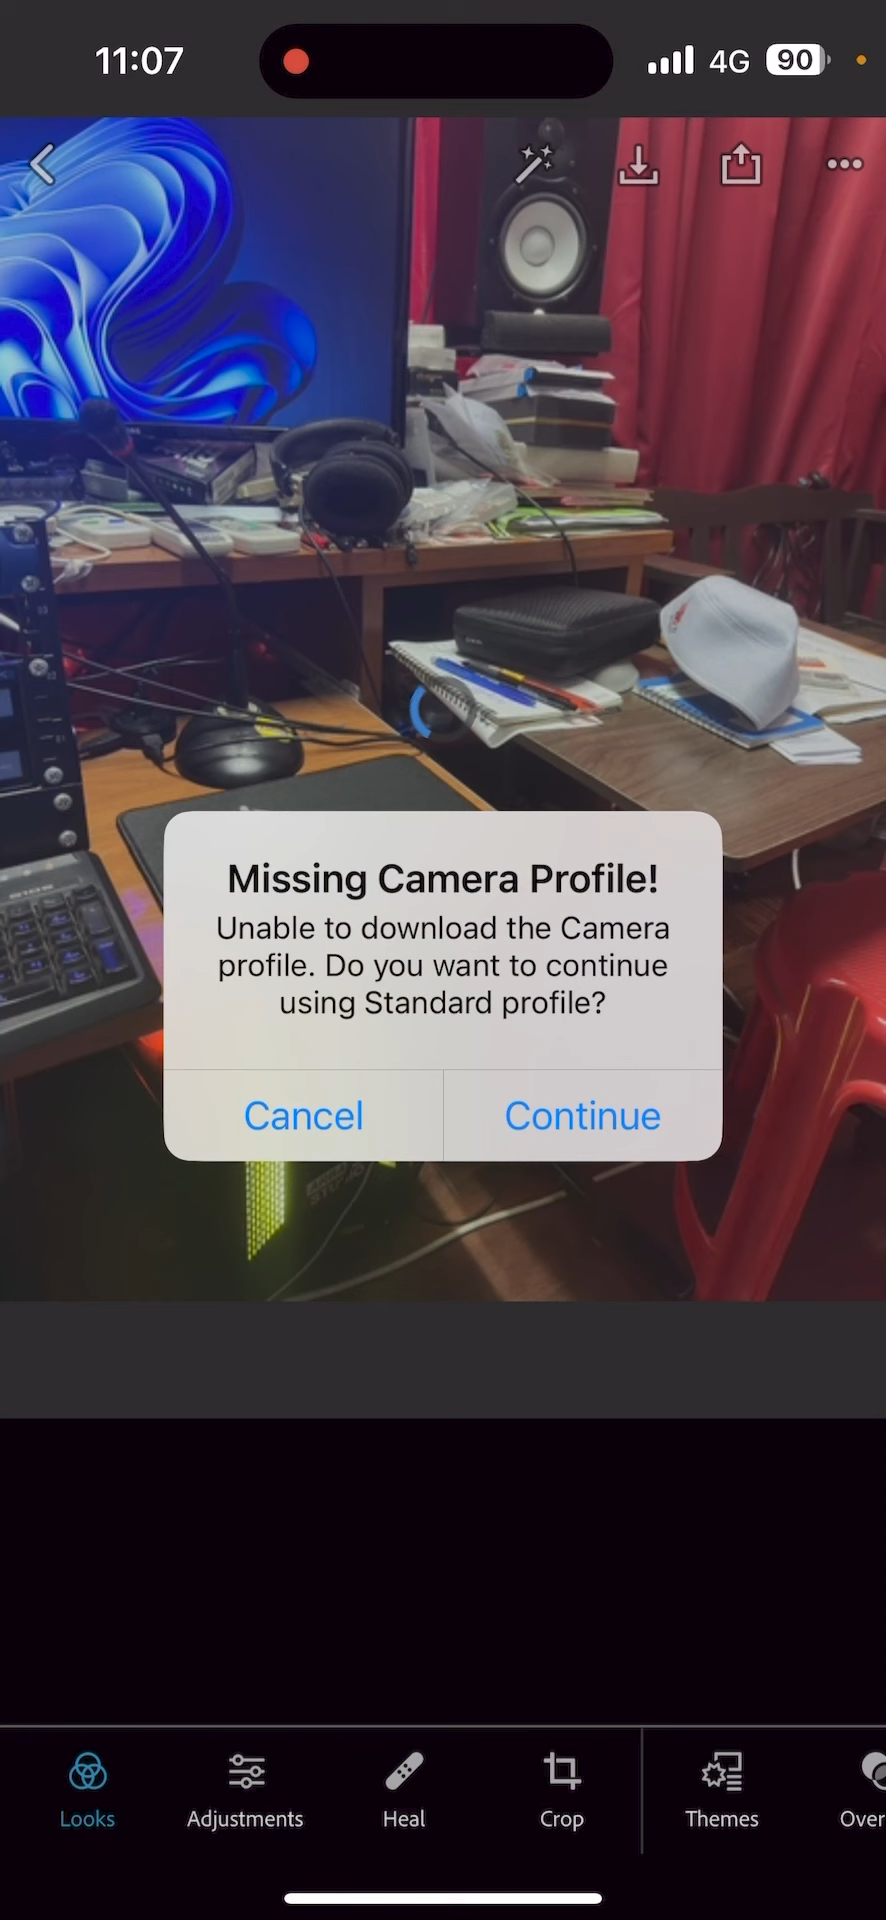 11:07
4G
90
Missing Camera Profile!
Unable to download the Camera
profile. Do you want to continue
using Standard profile?
Cancel
Continue
Looks
Adjustments
Heal
Crop
Themes
Over